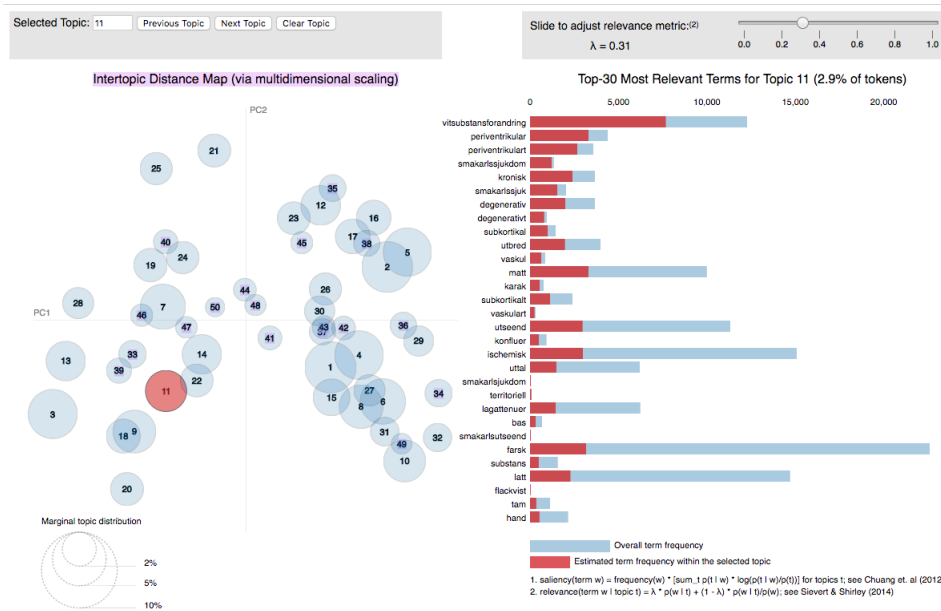 Selected Topic: 11 Previous Topic Next Topic Clear Topic
Slide to adjust relevance metric:(2)
λ = 0.31
0.0 0.2 0.4 0.6 0.8 1.0
Intertopic Distance Map (via multidimensional scaling)
PC2
PC1
21
25
35
12
23
16
17
38
45
5
2
40
24
19
44
26
28
7
50
48
46
30
47
43
37
42
36
41
29
33
14
4
13
39
1
22
11
27
34
15
8
6
3
18
9
31
32
49
10
20
Marginal topic distribution
2%
5%
10%
Top-30 Most Relevant Terms for Topic 11 (2.9% of tokens)
0 5,000 10,000 15,000 20,000
vitsubstansforandring
periventrikular
periventrikulart
smakarlssjukdom
kronisk
smakarlssjuk
degenerativ
degenerativt
subkortikal
utbred
vaskul
matt
karak
subkortikalt
vaskulart
utseend
konfluer
ischemisk
uttal
smakarlsjukdom
territoriell
lagattenuer
bas
smakarlsutseend
farsk
substans
latt
flackvist
tam
hand
Overall term frequency
Estimated term frequency within the selected topic
1. saliency(term w) = frequency(w) * [sum_t p(t | w) * log(p(t | w)/p(t))] for topics t; see Chuang et. al (2012
2. relevance(term w | topic t) = λ * p(w | t) + (1 - λ) * p(w | t)/p(w); see Sievert & Shirley (2014)